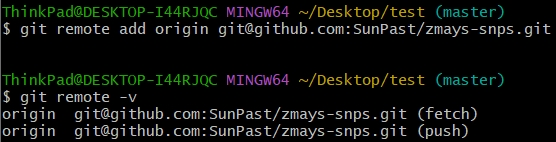 ThinkPad@DESKTOP-I44RJQC MINGW64 ~/Desktop/test (master)
$ git remote add origin git@github.com:SunPast/zmays-snps.git
ThinkPad@DESKTOP-I44RJQC MINGW64 ~/Desktop/test (master)
$ git remote -v
origin  git@github.com:SunPast/zmays-snps.git (fetch)
origin  git@github.com:SunPast/zmays-snps.git (push)